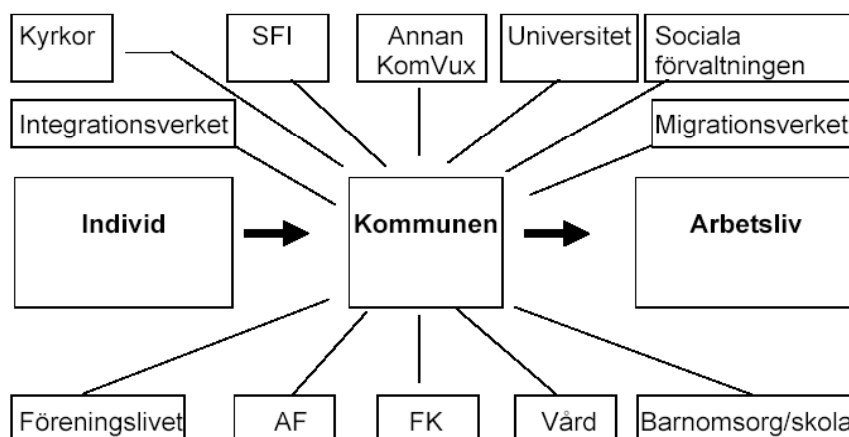 Kyrkor
SFI
Annan
KomVux
Universitet
Sociala
förvaltningen
Integrationsverket
Migrationsverket
Individ
Kommunen
Arbetsliv
Föreningslivet
AF
FK
Vård
Barnomsorg/skola